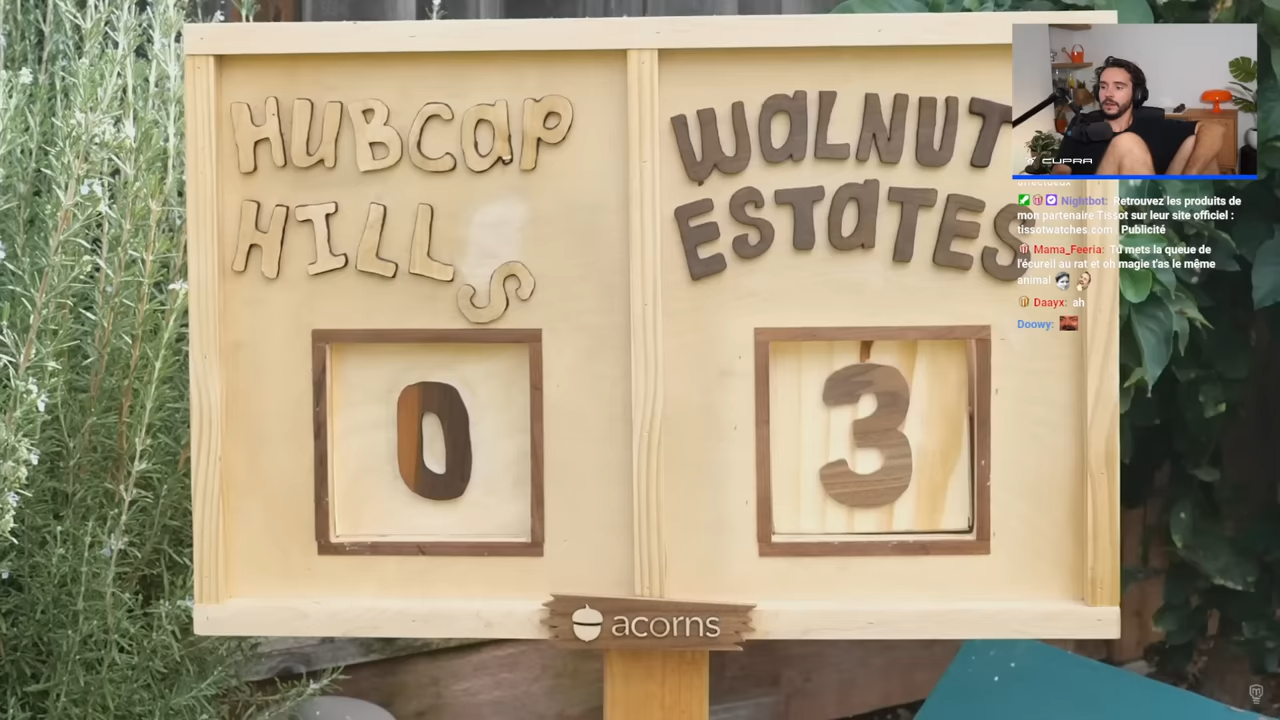 HUBCaP
HILLS
WaLNUT
ESTaTES
0
3
acorns
CUPRA
Nightbot: Retrouvez les produits de
mon partenaire Tissot sur leur site officiel :
tissotwatches.com Publicité
Mama_Feeria: Tu mets la queue de
l'écureil au rat et oh magie t'as le même
animal
Daayx: ah
Doowy: